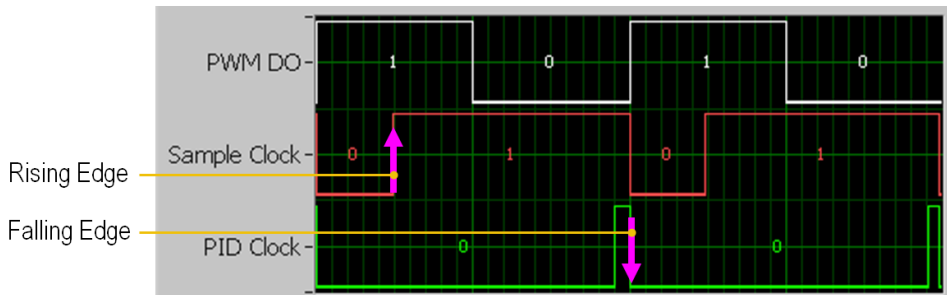 PWM DO
1 0 1 0
Sample Clock
0 1 0 1
Rising Edge
Falling Edge
PID Clock
0 0